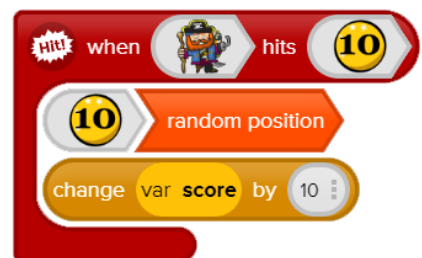 Hit! when hits 10
10 random position
change var score by 10